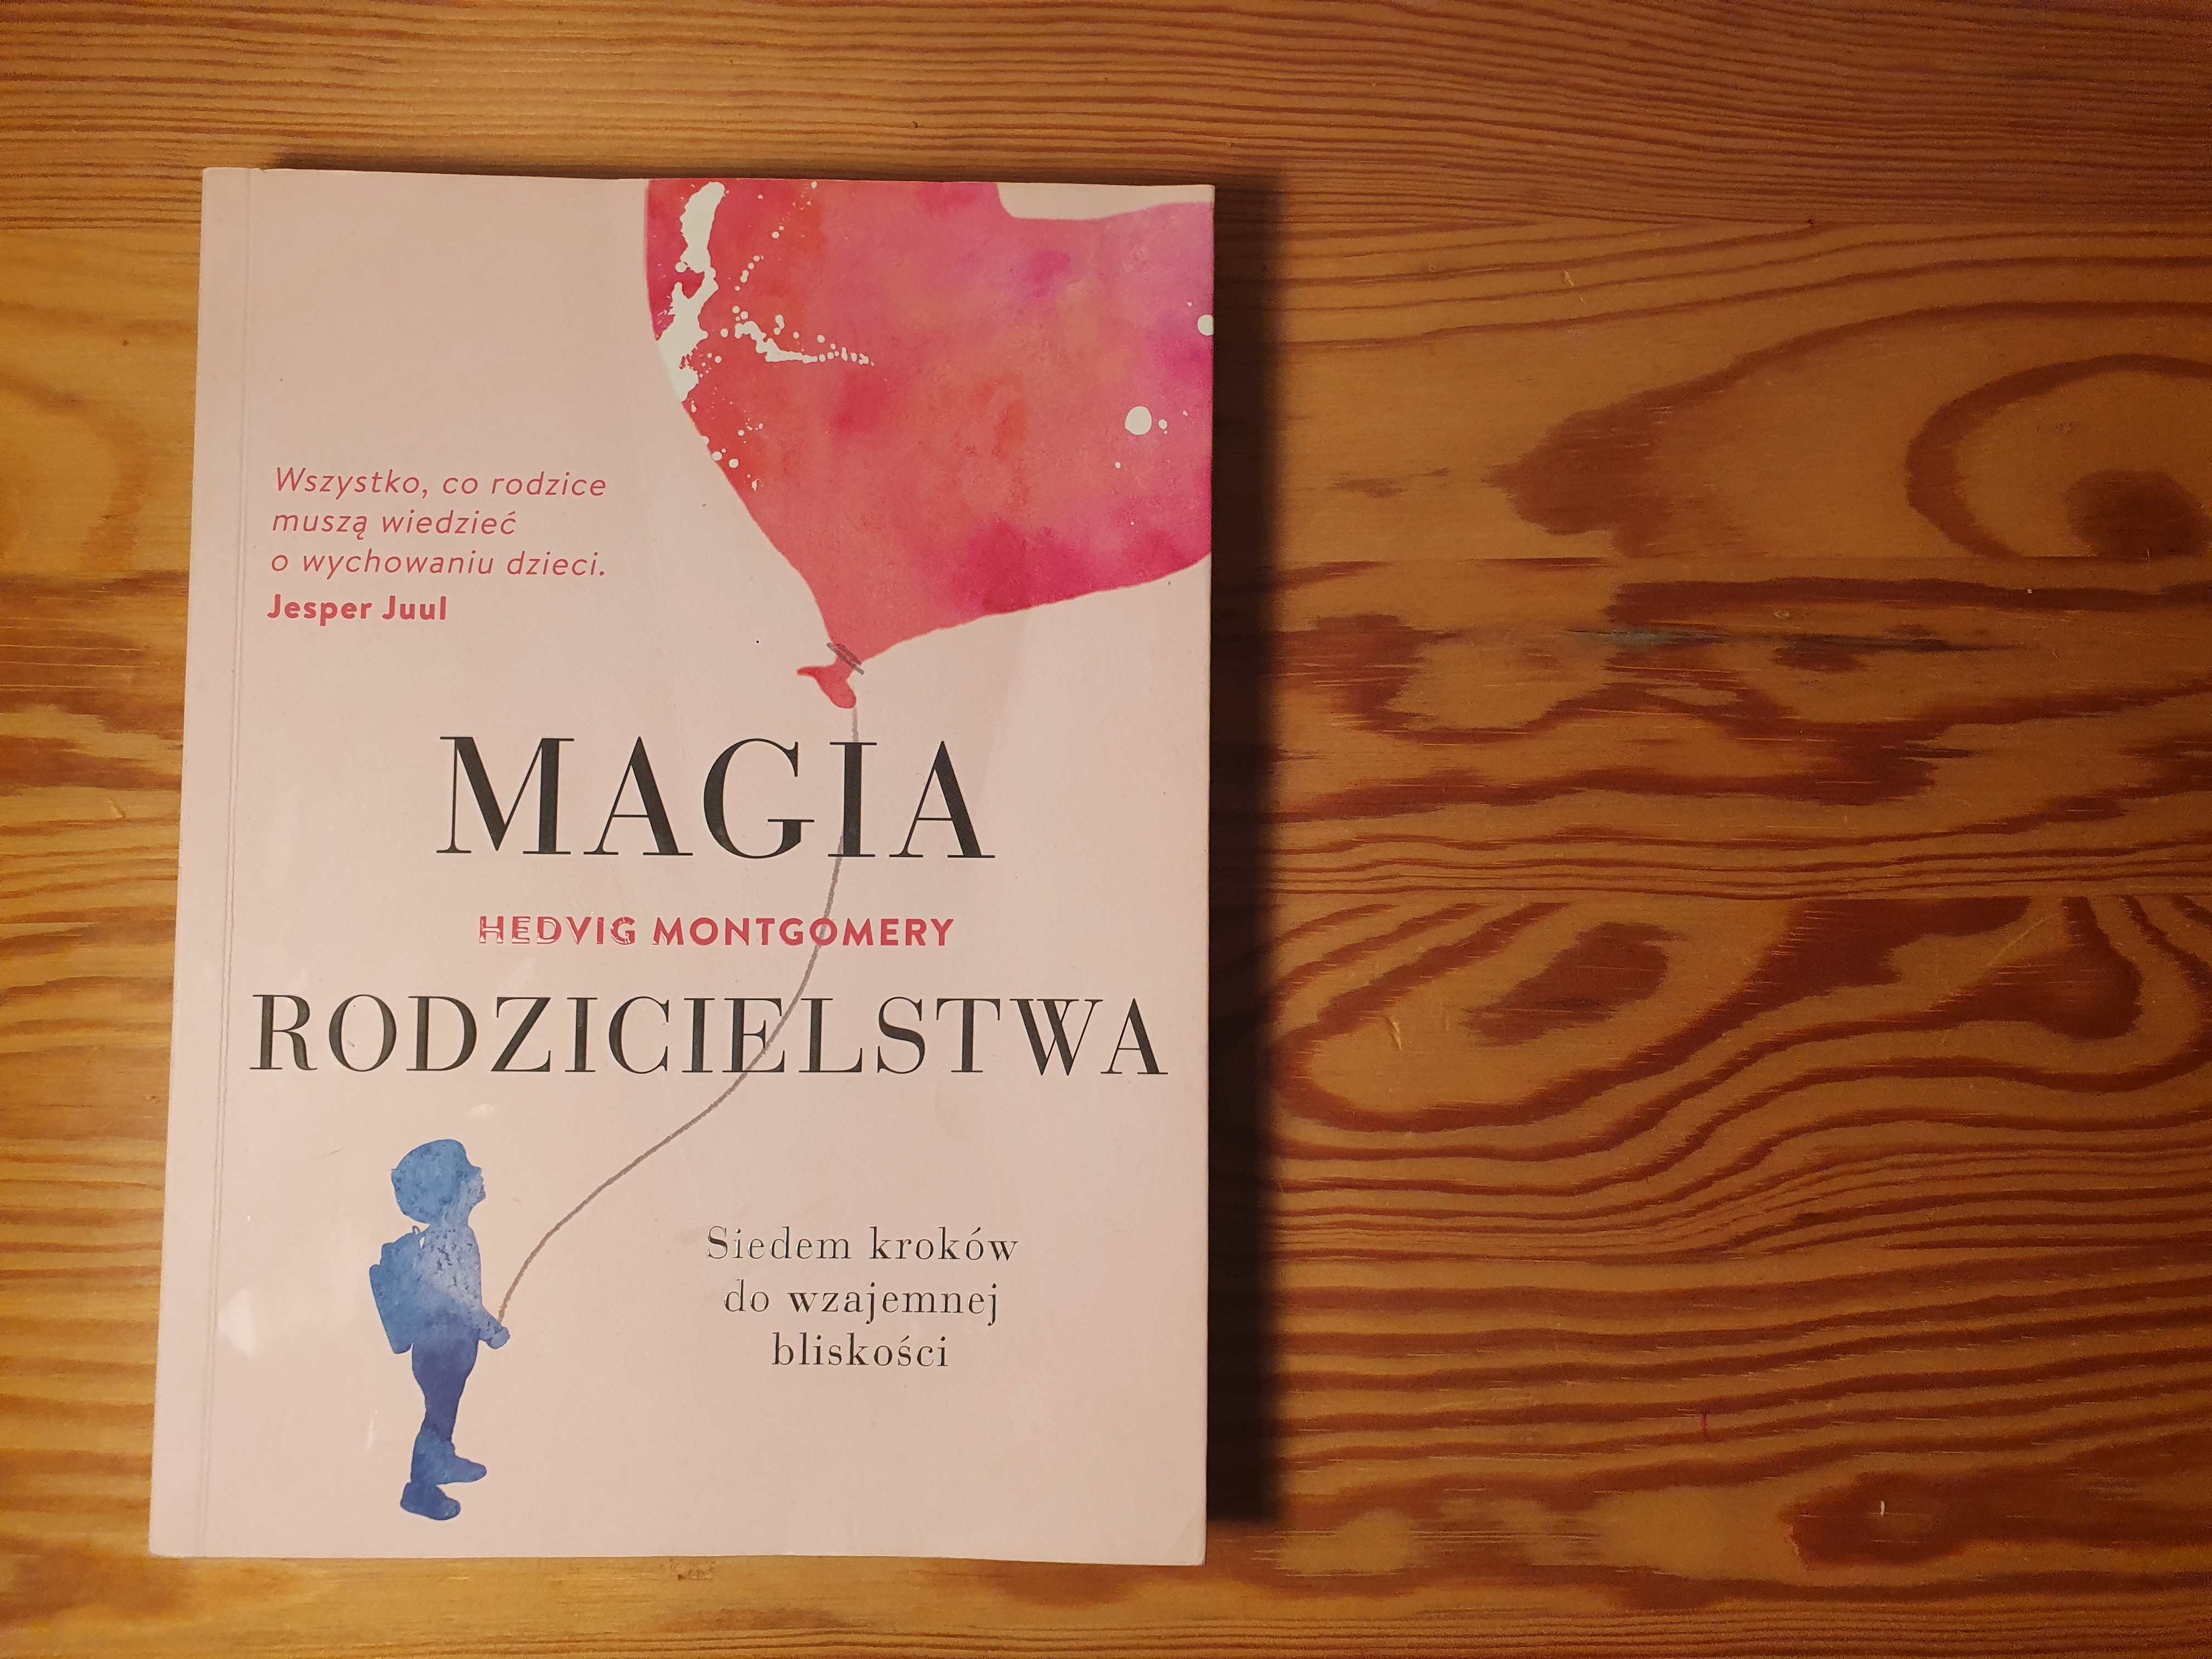 Wszystko, co rodzice
muszą wiedzieć
o wychowaniu dzieci.
Jesper Juul
MAGIA
HEDVIG MONTGOMERY
RODZICIELSTWA
Siedem kroków
do wzajemnej
bliskości